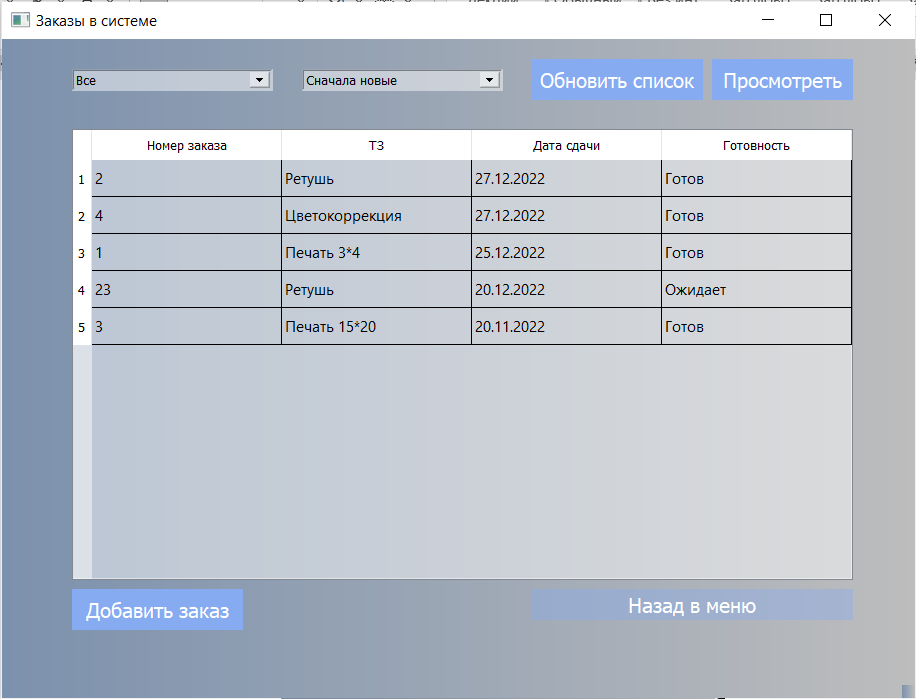 Заказы в системе
Все Сначала новые Обновить список Просмотреть
Номер заказа ТЗ Дата сдачи Готовность
1 2 Ретушь 27.12.2022 Готов
2 4 Цветокоррекция 27.12.2022 Готов
3 1 Печать 3*4 25.12.2022 Готов
4 23 Ретушь 20.12.2022 Ожидает
5 3 Печать 15*20 20.11.2022 Готов
Добавить заказ Назад в меню